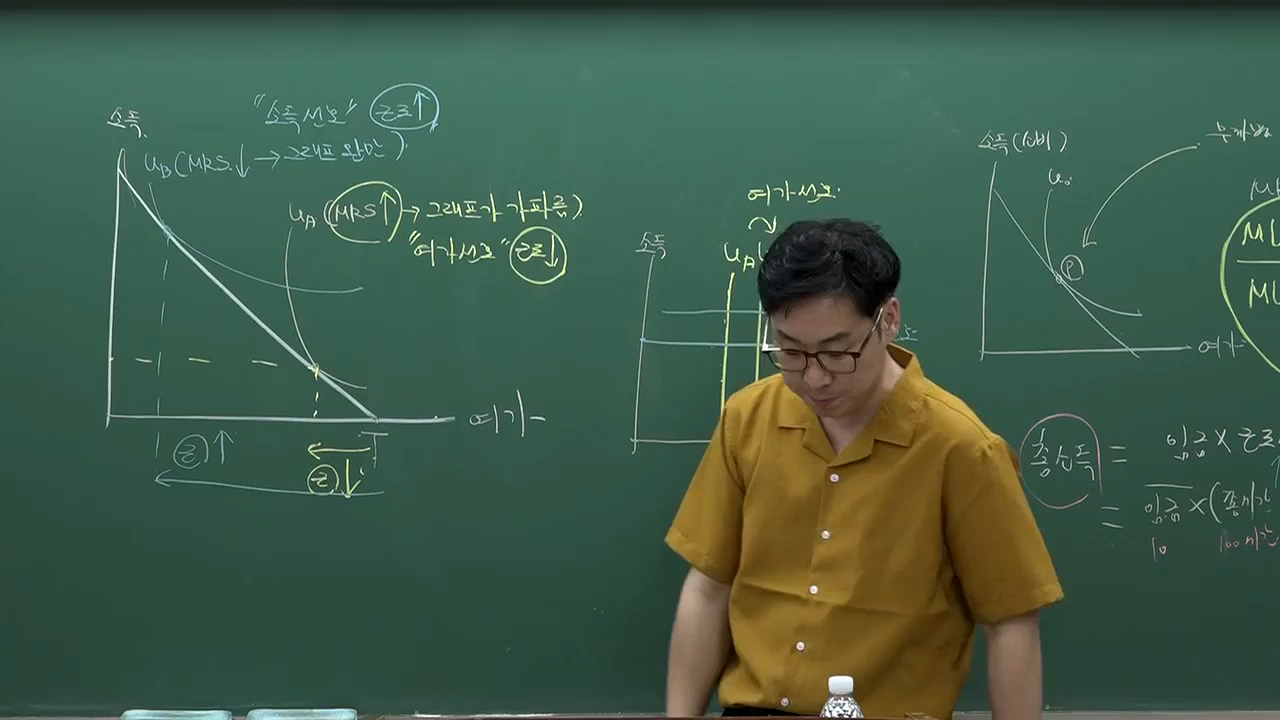 소득
"소득선호" 근로↑
U_B (MRS↓ → 그래프 완만)
U_A (MRS↑ → 그래프가 가파름)
"여가선호" 근로↓
여가
근↑
근↓
여가선호
소득
U_A
소득(소비)
U₀
여가
총소득 = 임금 X 근로
= 임금 X (총시간
10 100시간